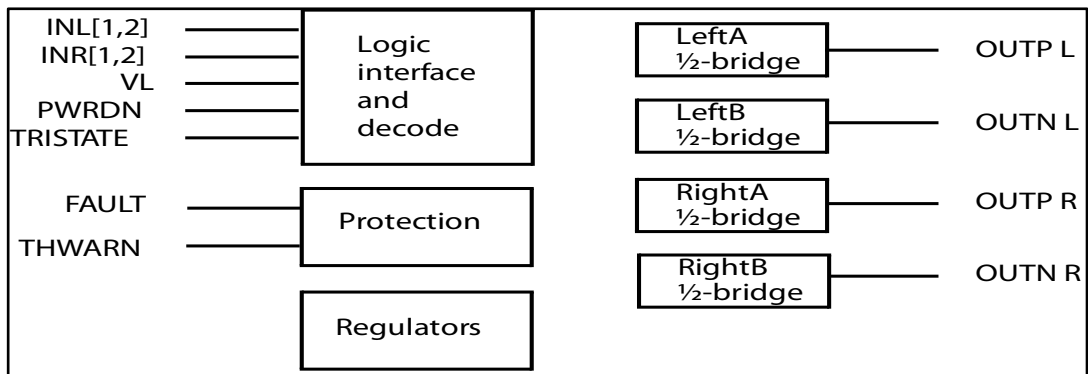 INL[1,2]
INR[1,2]
VL
PWRDN
TRISTATE
FAULT
THWARN
Logic
interface
and
decode
Protection
Regulators
LeftA
½-bridge
LeftB
½-bridge
RightA
½-bridge
RightB
½-bridge
OUTP L
OUTN L
OUTP R
OUTN R